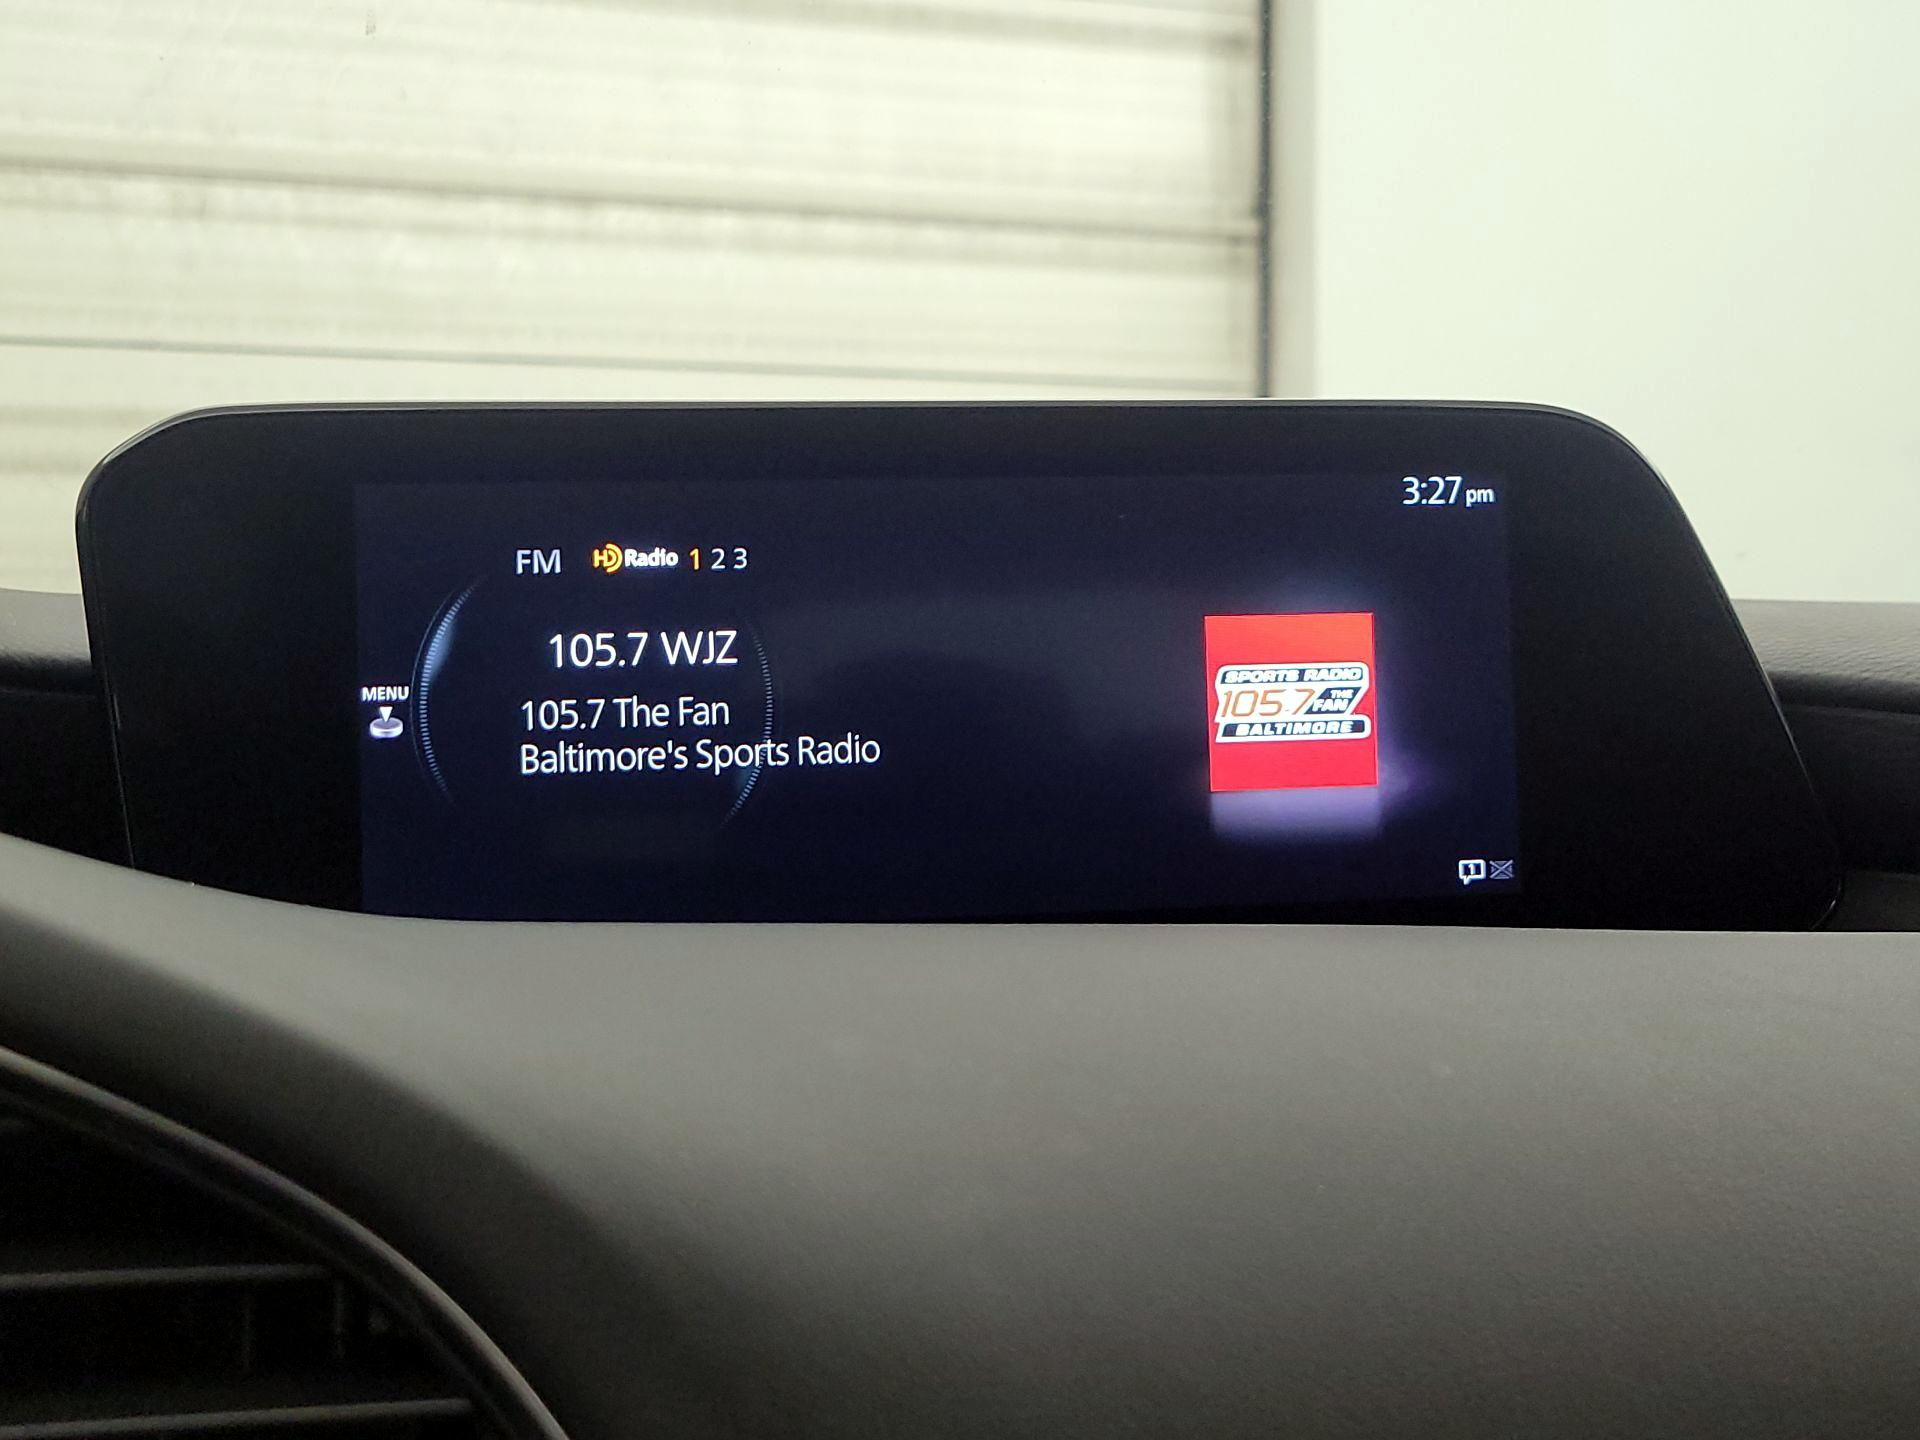 3:27 pm
FM HD Radio 1 2 3
105.7 WJZ
MENU
105.7 The Fan
Baltimore's Sports Radio
SPORTS RADIO
105.7 THE FAN
BALTIMORE
1